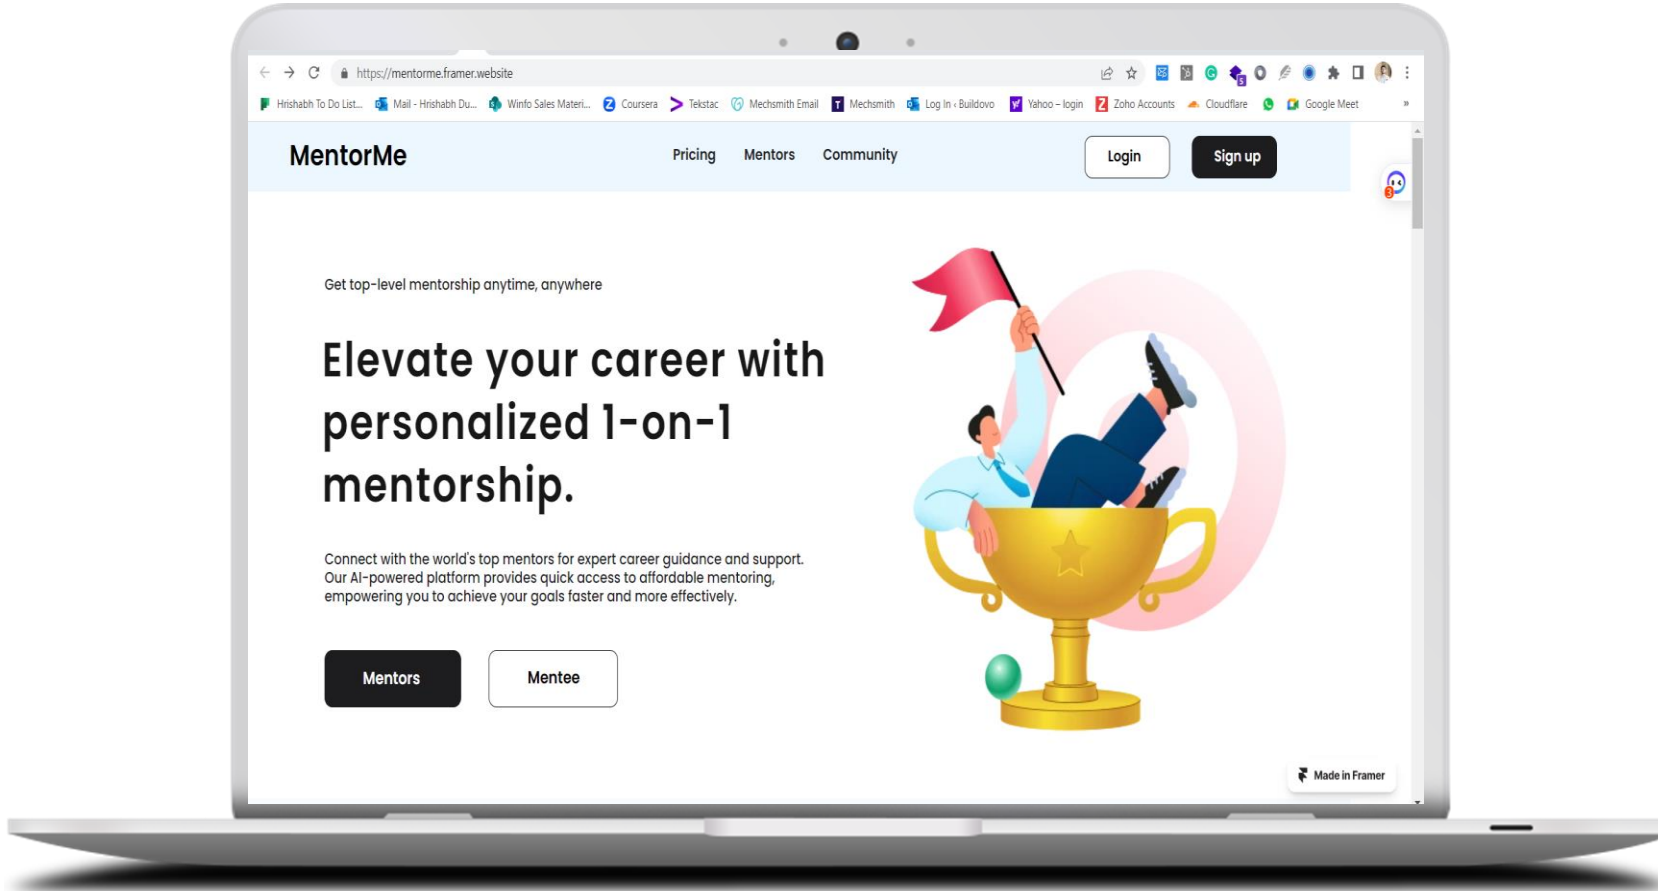 https://mentorme.framer.website
Hrishabh To Do List... Mail - Hrishabh Du... Winfo Sales Materi... Coursera Tekstac Mechsmith Email Mechsmith Log In ‹ Buildovo Yahoo – login Zoho Accounts Cloudflare Google Meet »
MentorMe Pricing Mentors Community Login Sign up
3
Get top-level mentorship anytime, anywhere
Elevate your career with
personalized 1-on-1
mentorship.
Connect with the world's top mentors for expert career guidance and support.
Our AI-powered platform provides quick access to affordable mentoring,
empowering you to achieve your goals faster and more effectively.
Mentors Mentee
Made in Framer